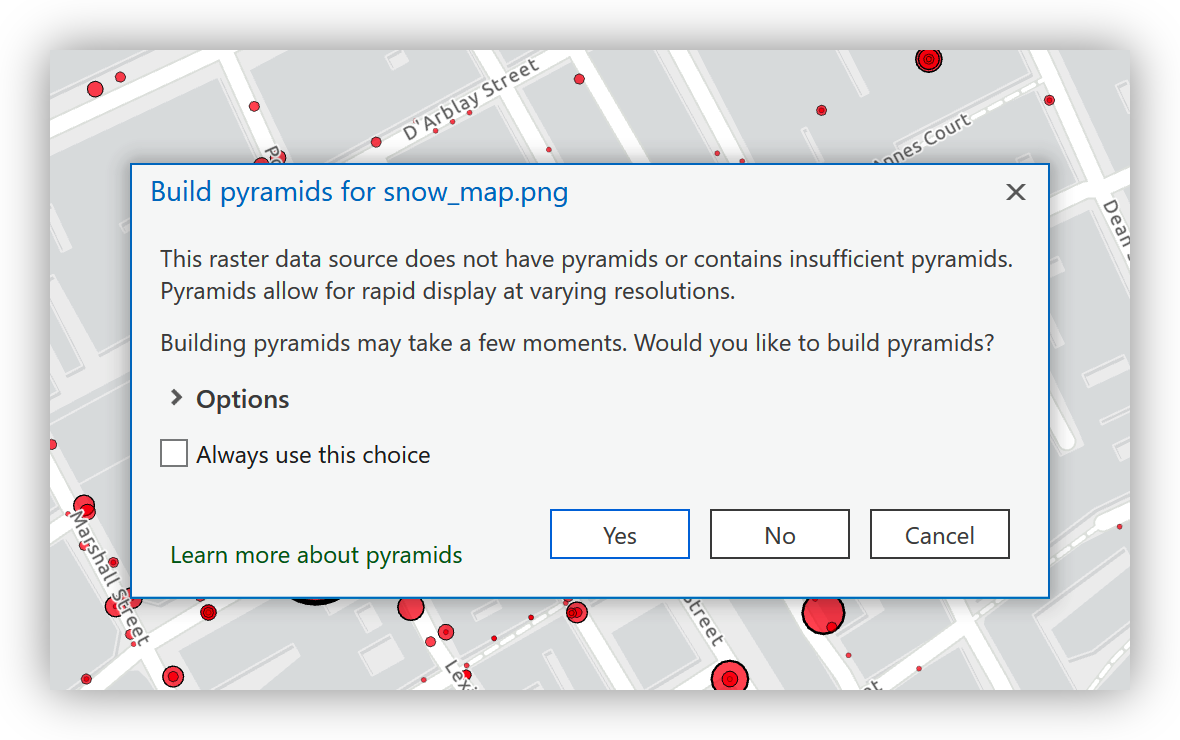 D'Arblay Street
Annes Court
Build pyramids for snow_map.png
This raster data source does not have pyramids or contains insufficient pyramids.
Pyramids allow for rapid display at varying resolutions.
Building pyramids may take a few moments. Would you like to build pyramids?
Options
Always use this choice
Yes
No
Cancel
Learn more about pyramids
Dean
Marshall Street
Street
Lexi